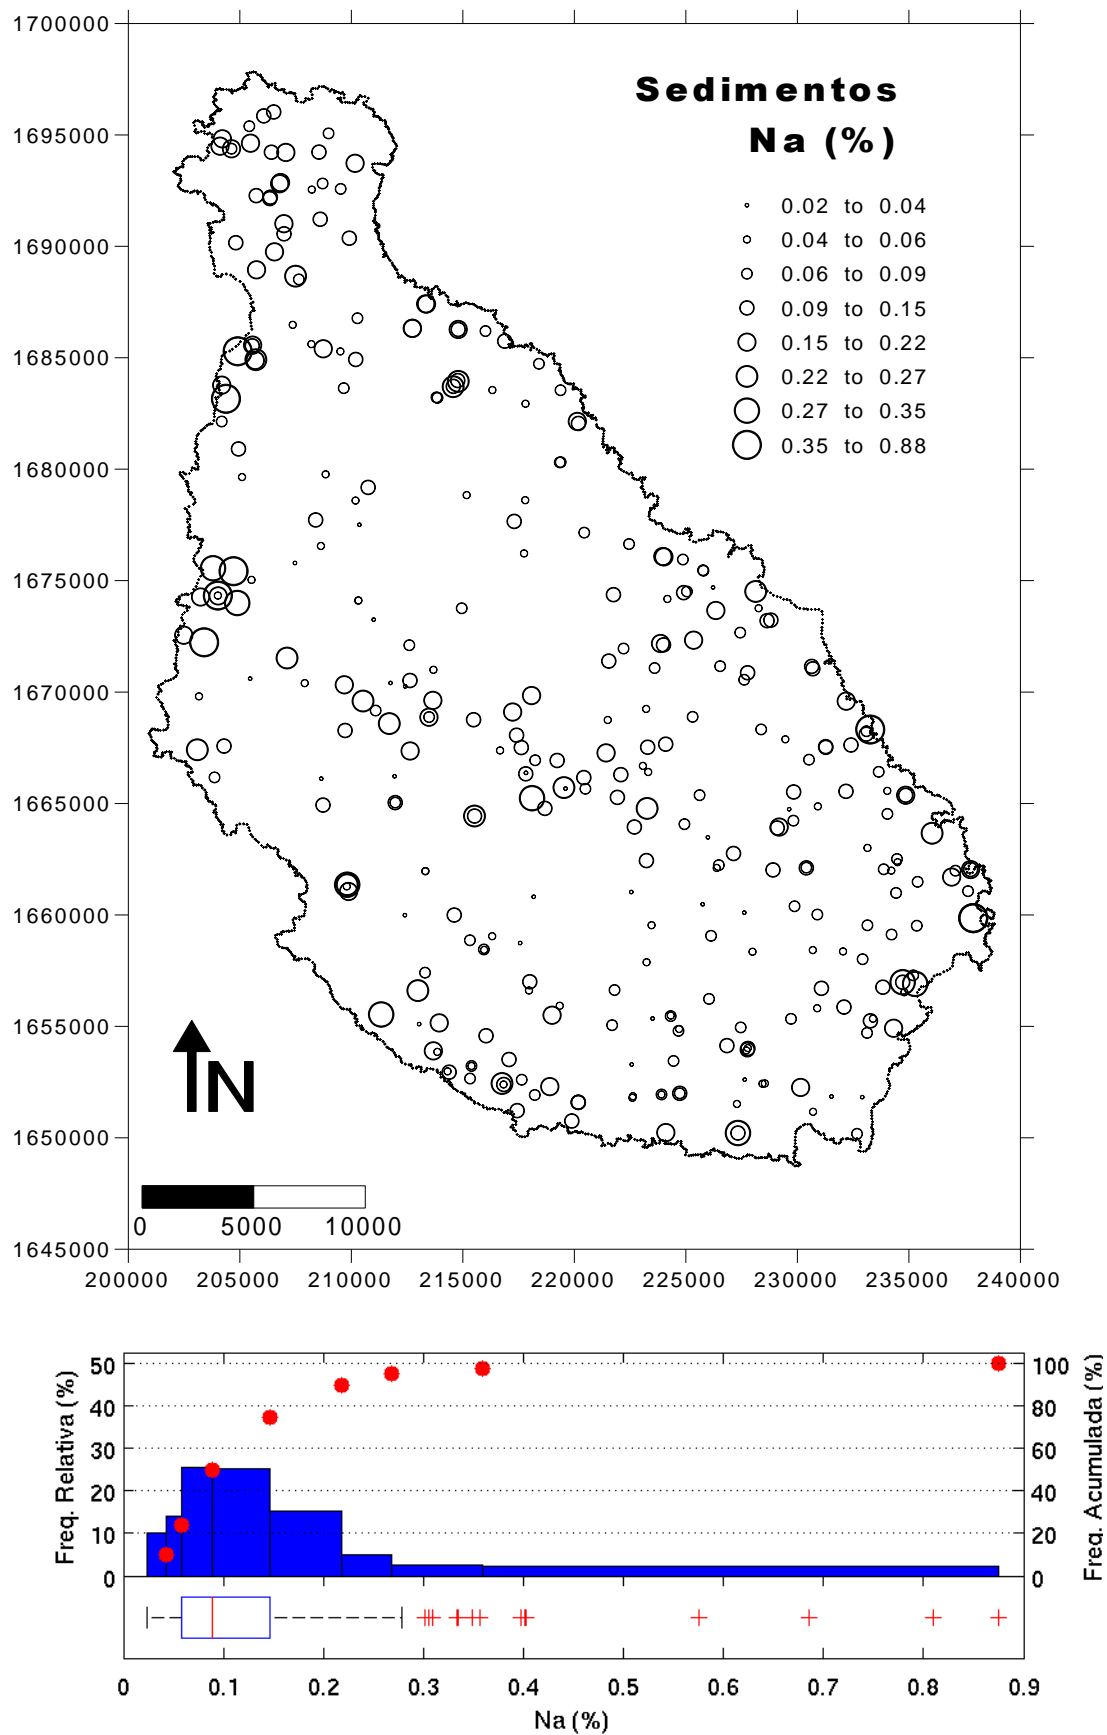 1700000
Sedimentos
Na (%)
1695000
0.02 to 0.04
0.04 to 0.06
1690000
0.06 to 0.09
0.09 to 0.15
0.15 to 0.22
1685000
0.22 to 0.27
0.27 to 0.35
0.35 to 0.88
1680000
1675000
1670000
1665000
1660000
1655000
N
1650000
0 5000 10000
1645000
200000 205000 210000 215000 220000 225000 230000 235000 240000
Freq. Relativa (%)
50
40
30
20
10
0
100
80
60
40
20
0
Freq. Acumulada (%)
0 0.1 0.2 0.3 0.4 0.5 0.6 0.7 0.8 0.9
Na (%)